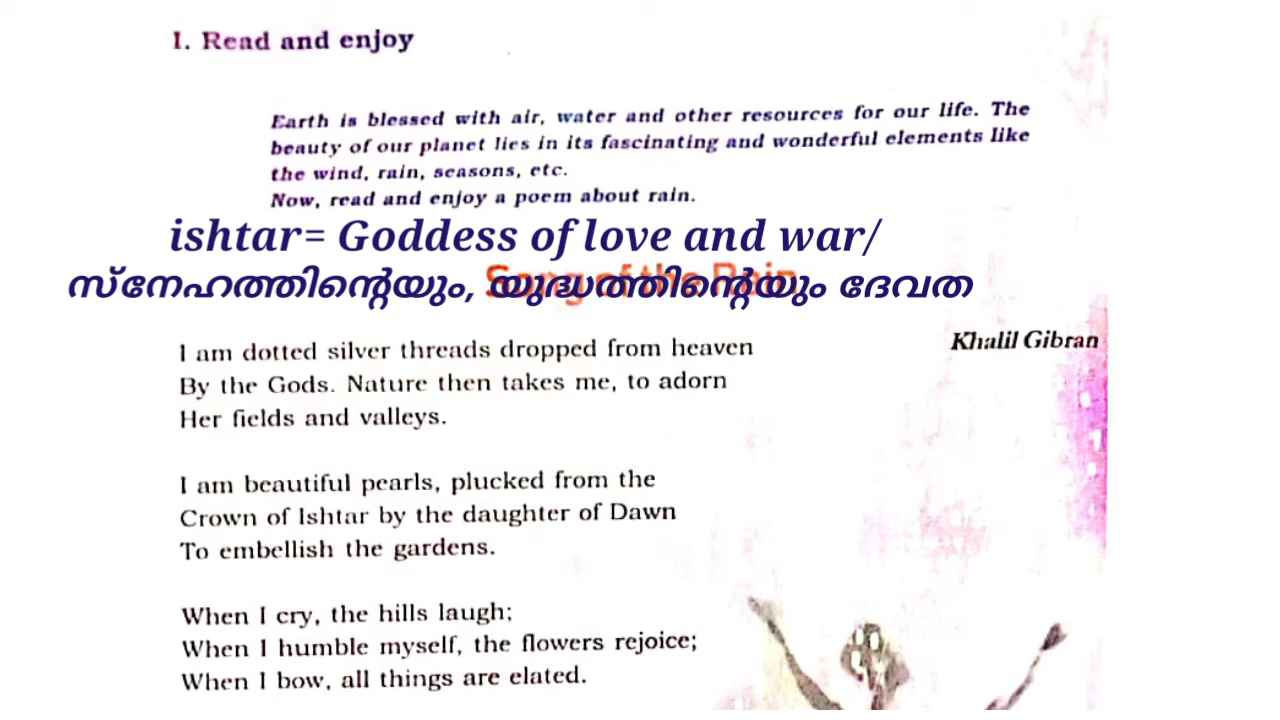 1. Read and enjoy
Earth is blessed with air, water and other resources for our life. The
beauty of our planet lies in its fascinating and wonderful elements like
the wind, rain, seasons, etc.
Now, read and enjoy a poem about rain.
ishtar= Goddess of love and war/
സ്നേഹത്തിന്റെയും, യുദ്ധത്തിന്റെയും ദേവത
Song of the Rain
Khalil Gibran
I am dotted silver threads dropped from heaven
By the Gods. Nature then takes me, to adorn
Her fields and valleys.
I am beautiful pearls, plucked from the
Crown of Ishtar by the daughter of Dawn
To embellish the gardens.
When I cry, the hills laugh;
When I humble myself, the flowers rejoice;
When I bow, all things are elated.